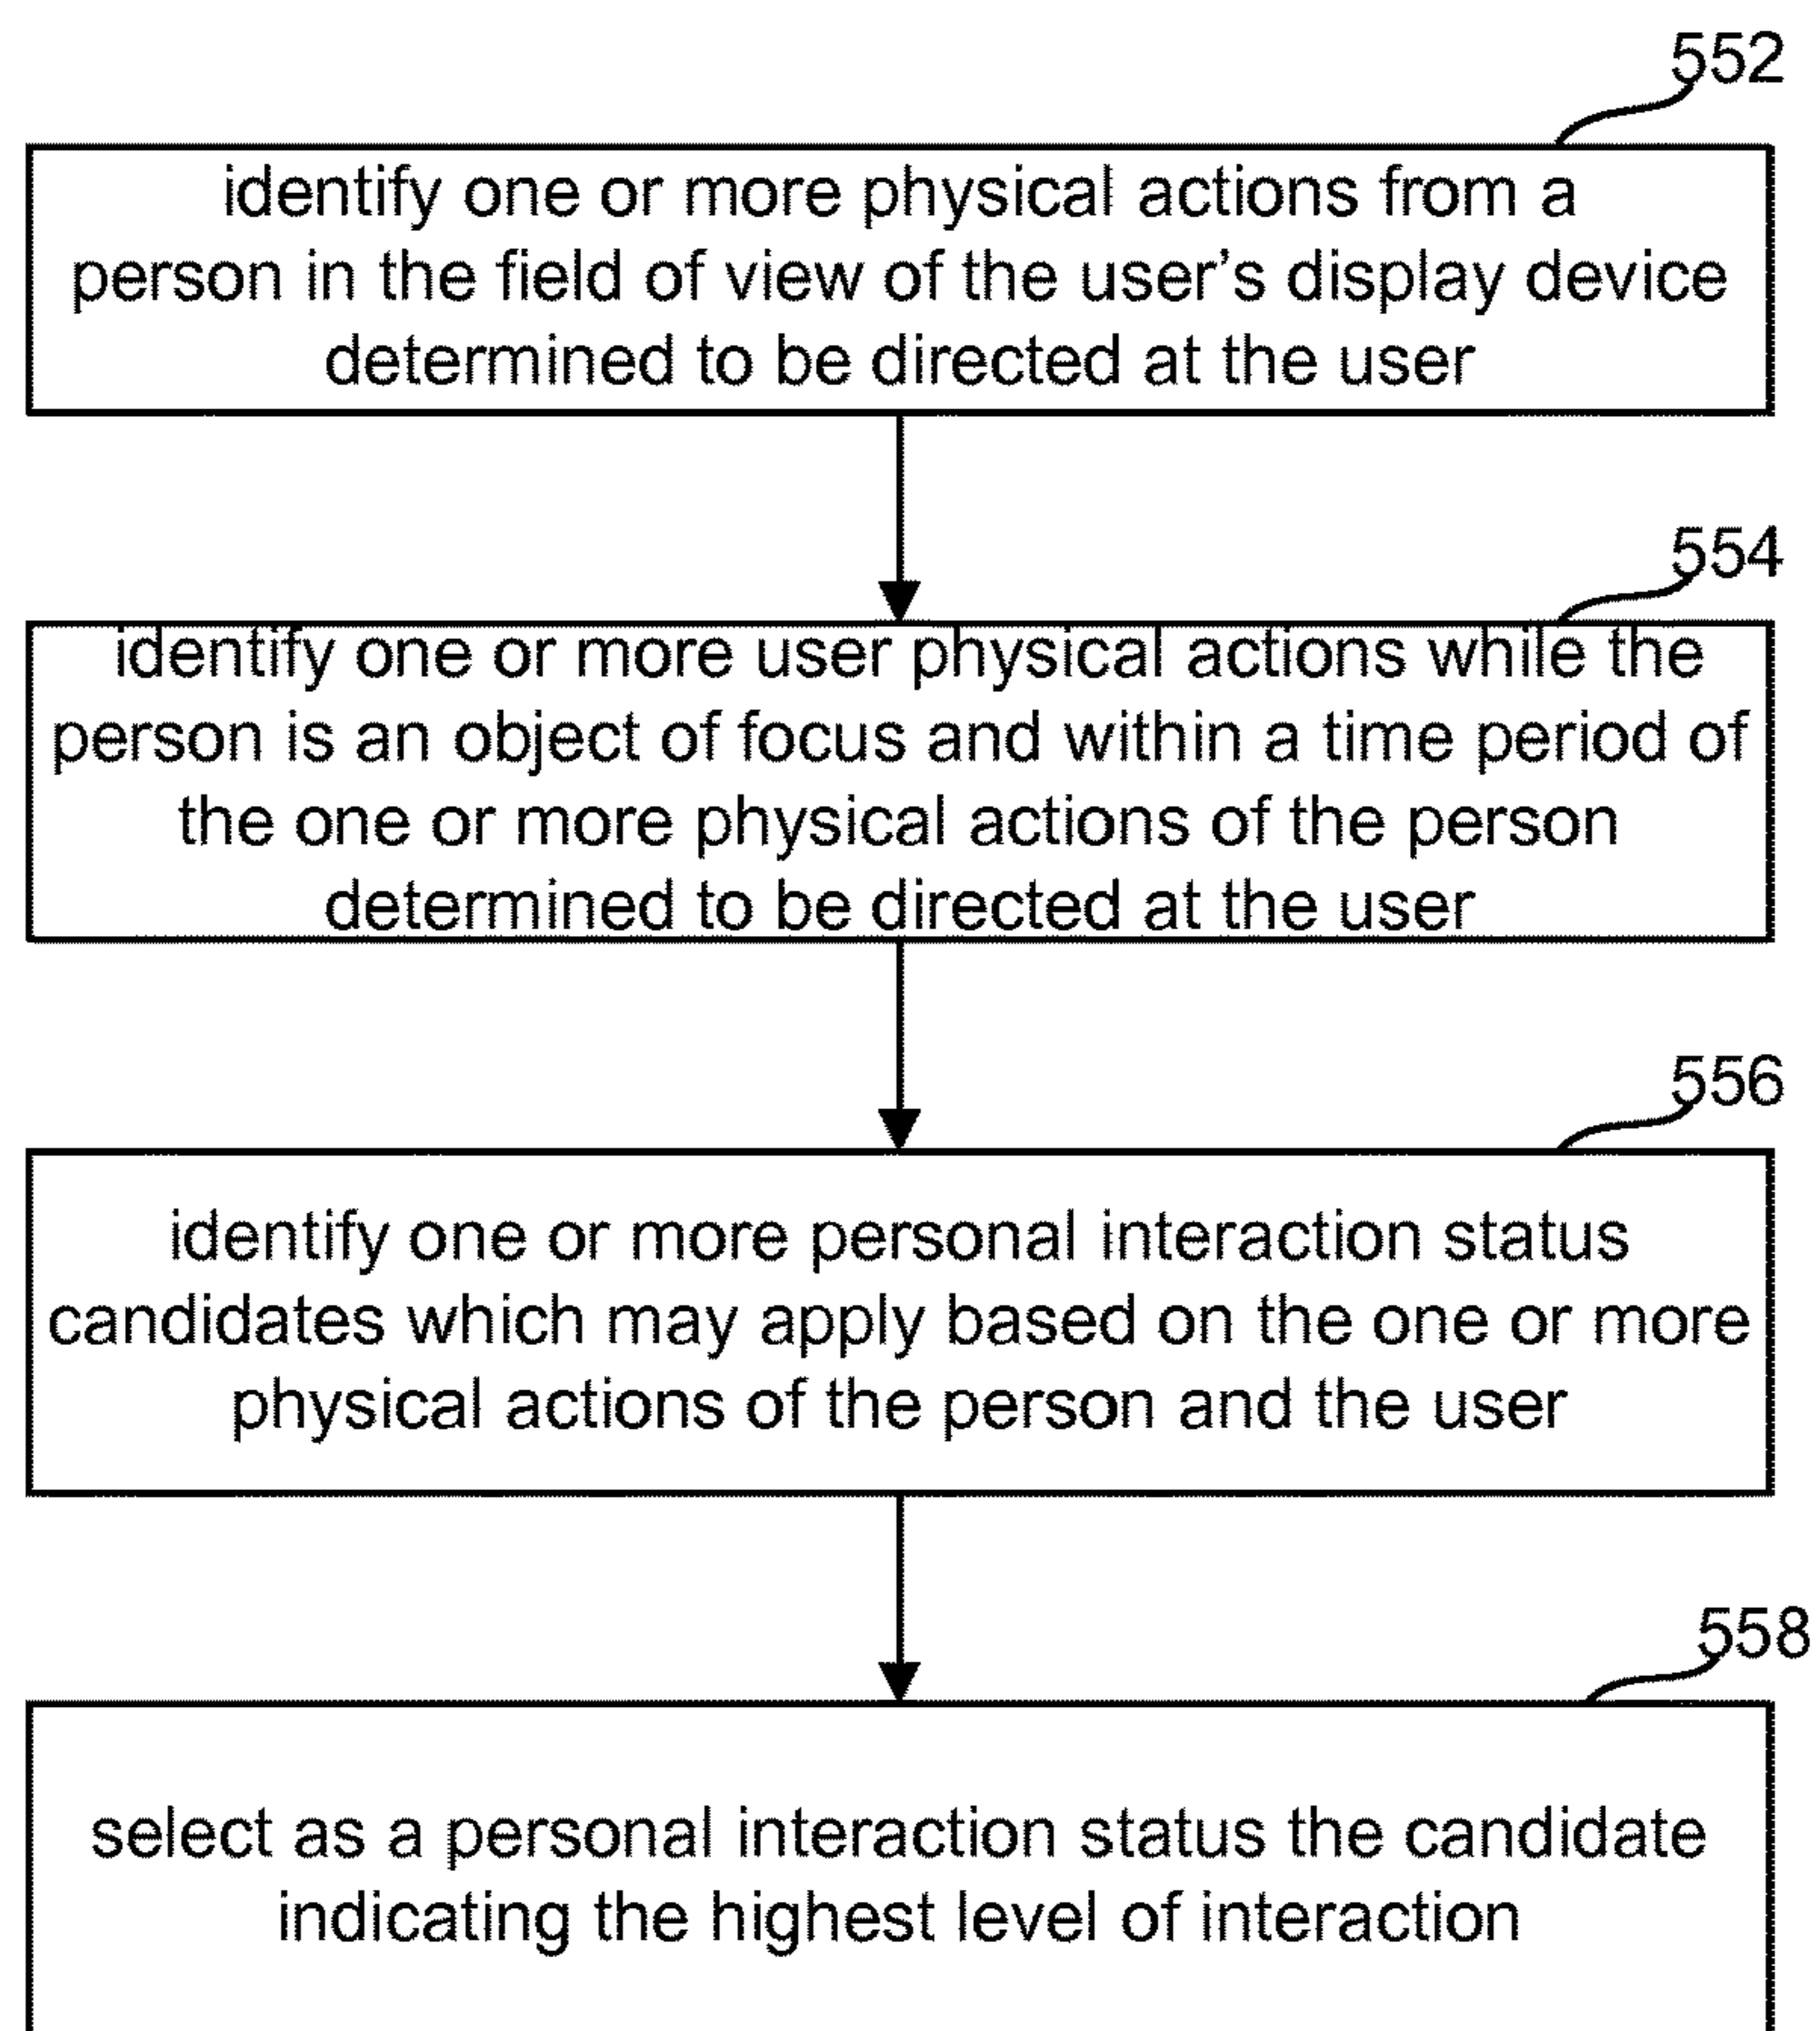 552
identify one or more physical actions from a
person in the field of view of the user's display device
determined to be directed at the user
554
identify one or more user physical actions while the
person is an object of focus and within a time period of
the one or more physical actions of the person
determined to be directed at the user
556
identify one or more personal interaction status
candidates which may apply based on the one or more
physical actions of the person and the user
558
select as a personal interaction status the candidate
indicating the highest level of interaction